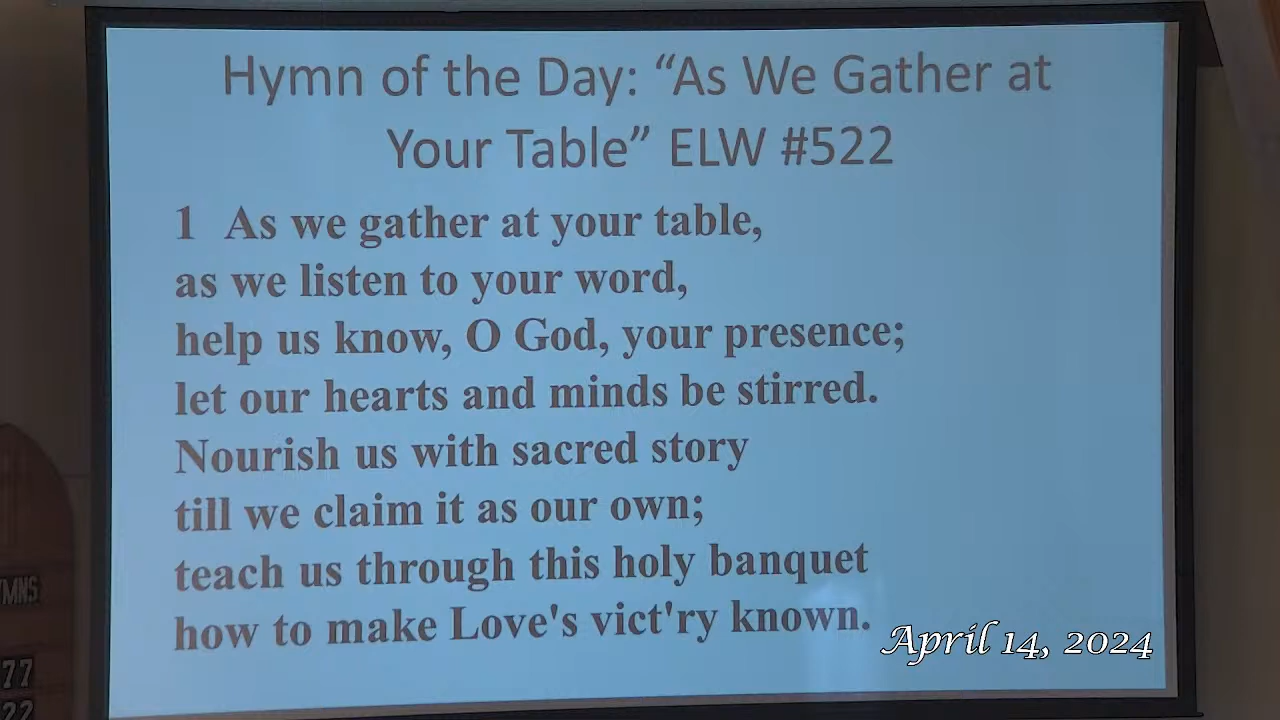 Hymn of the Day: “As We Gather at
Your Table” ELW #522
1 As we gather at your table,
as we listen to your word,
help us know, O God, your presence;
let our hearts and minds be stirred.
Nourish us with sacred story
till we claim it as our own;
teach us through this holy banquet
how to make Love's vict'ry known.
April 14, 2024
77
22